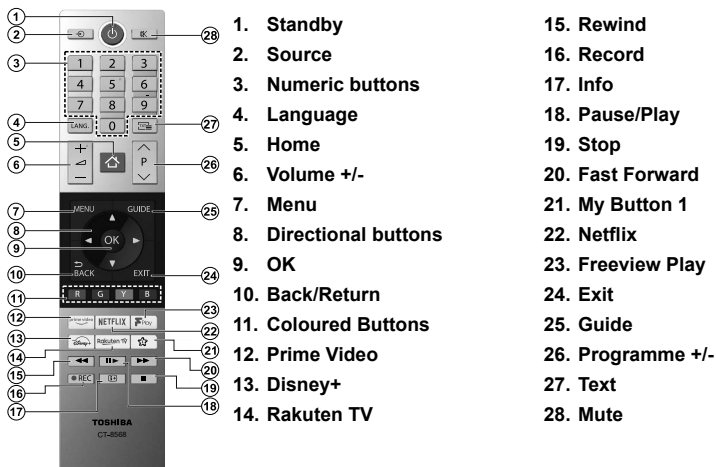 1. Standby
2. Source
3. Numeric buttons
4. Language
5. Home
6. Volume +/-
7. Menu
8. Directional buttons
9. OK
10. Back/Return
11. Coloured Buttons
12. Prime Video
13. Disney+
14. Rakuten TV
15. Rewind
16. Record
17. Info
18. Pause/Play
19. Stop
20. Fast Forward
21. My Button 1
22. Netflix
23. Freeview Play
24. Exit
25. Guide
26. Programme +/-
27. Text
28. Mute
1
2
28
3
1 2 3
4 5 6
7 8 9
4
LANG. 0
27
5
6
+ P
−
26
7
MENU GUIDE
25
8
OK
9
BACK EXIT
10
24
11
R G Y B
23
12
prime video NETFLIX Play
22
13
Disney+ Rakuten TV
14
21
15
20
REC
16
19
17
18
TOSHIBA
CT-8568